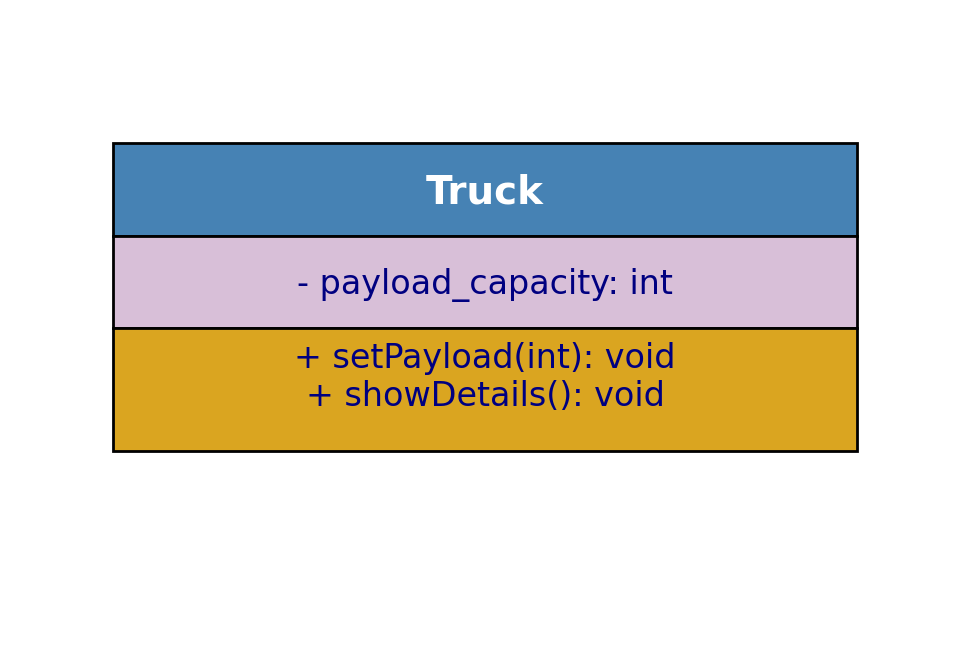 Truck
- payload_capacity: int
+ setPayload(int): void
+ showDetails(): void